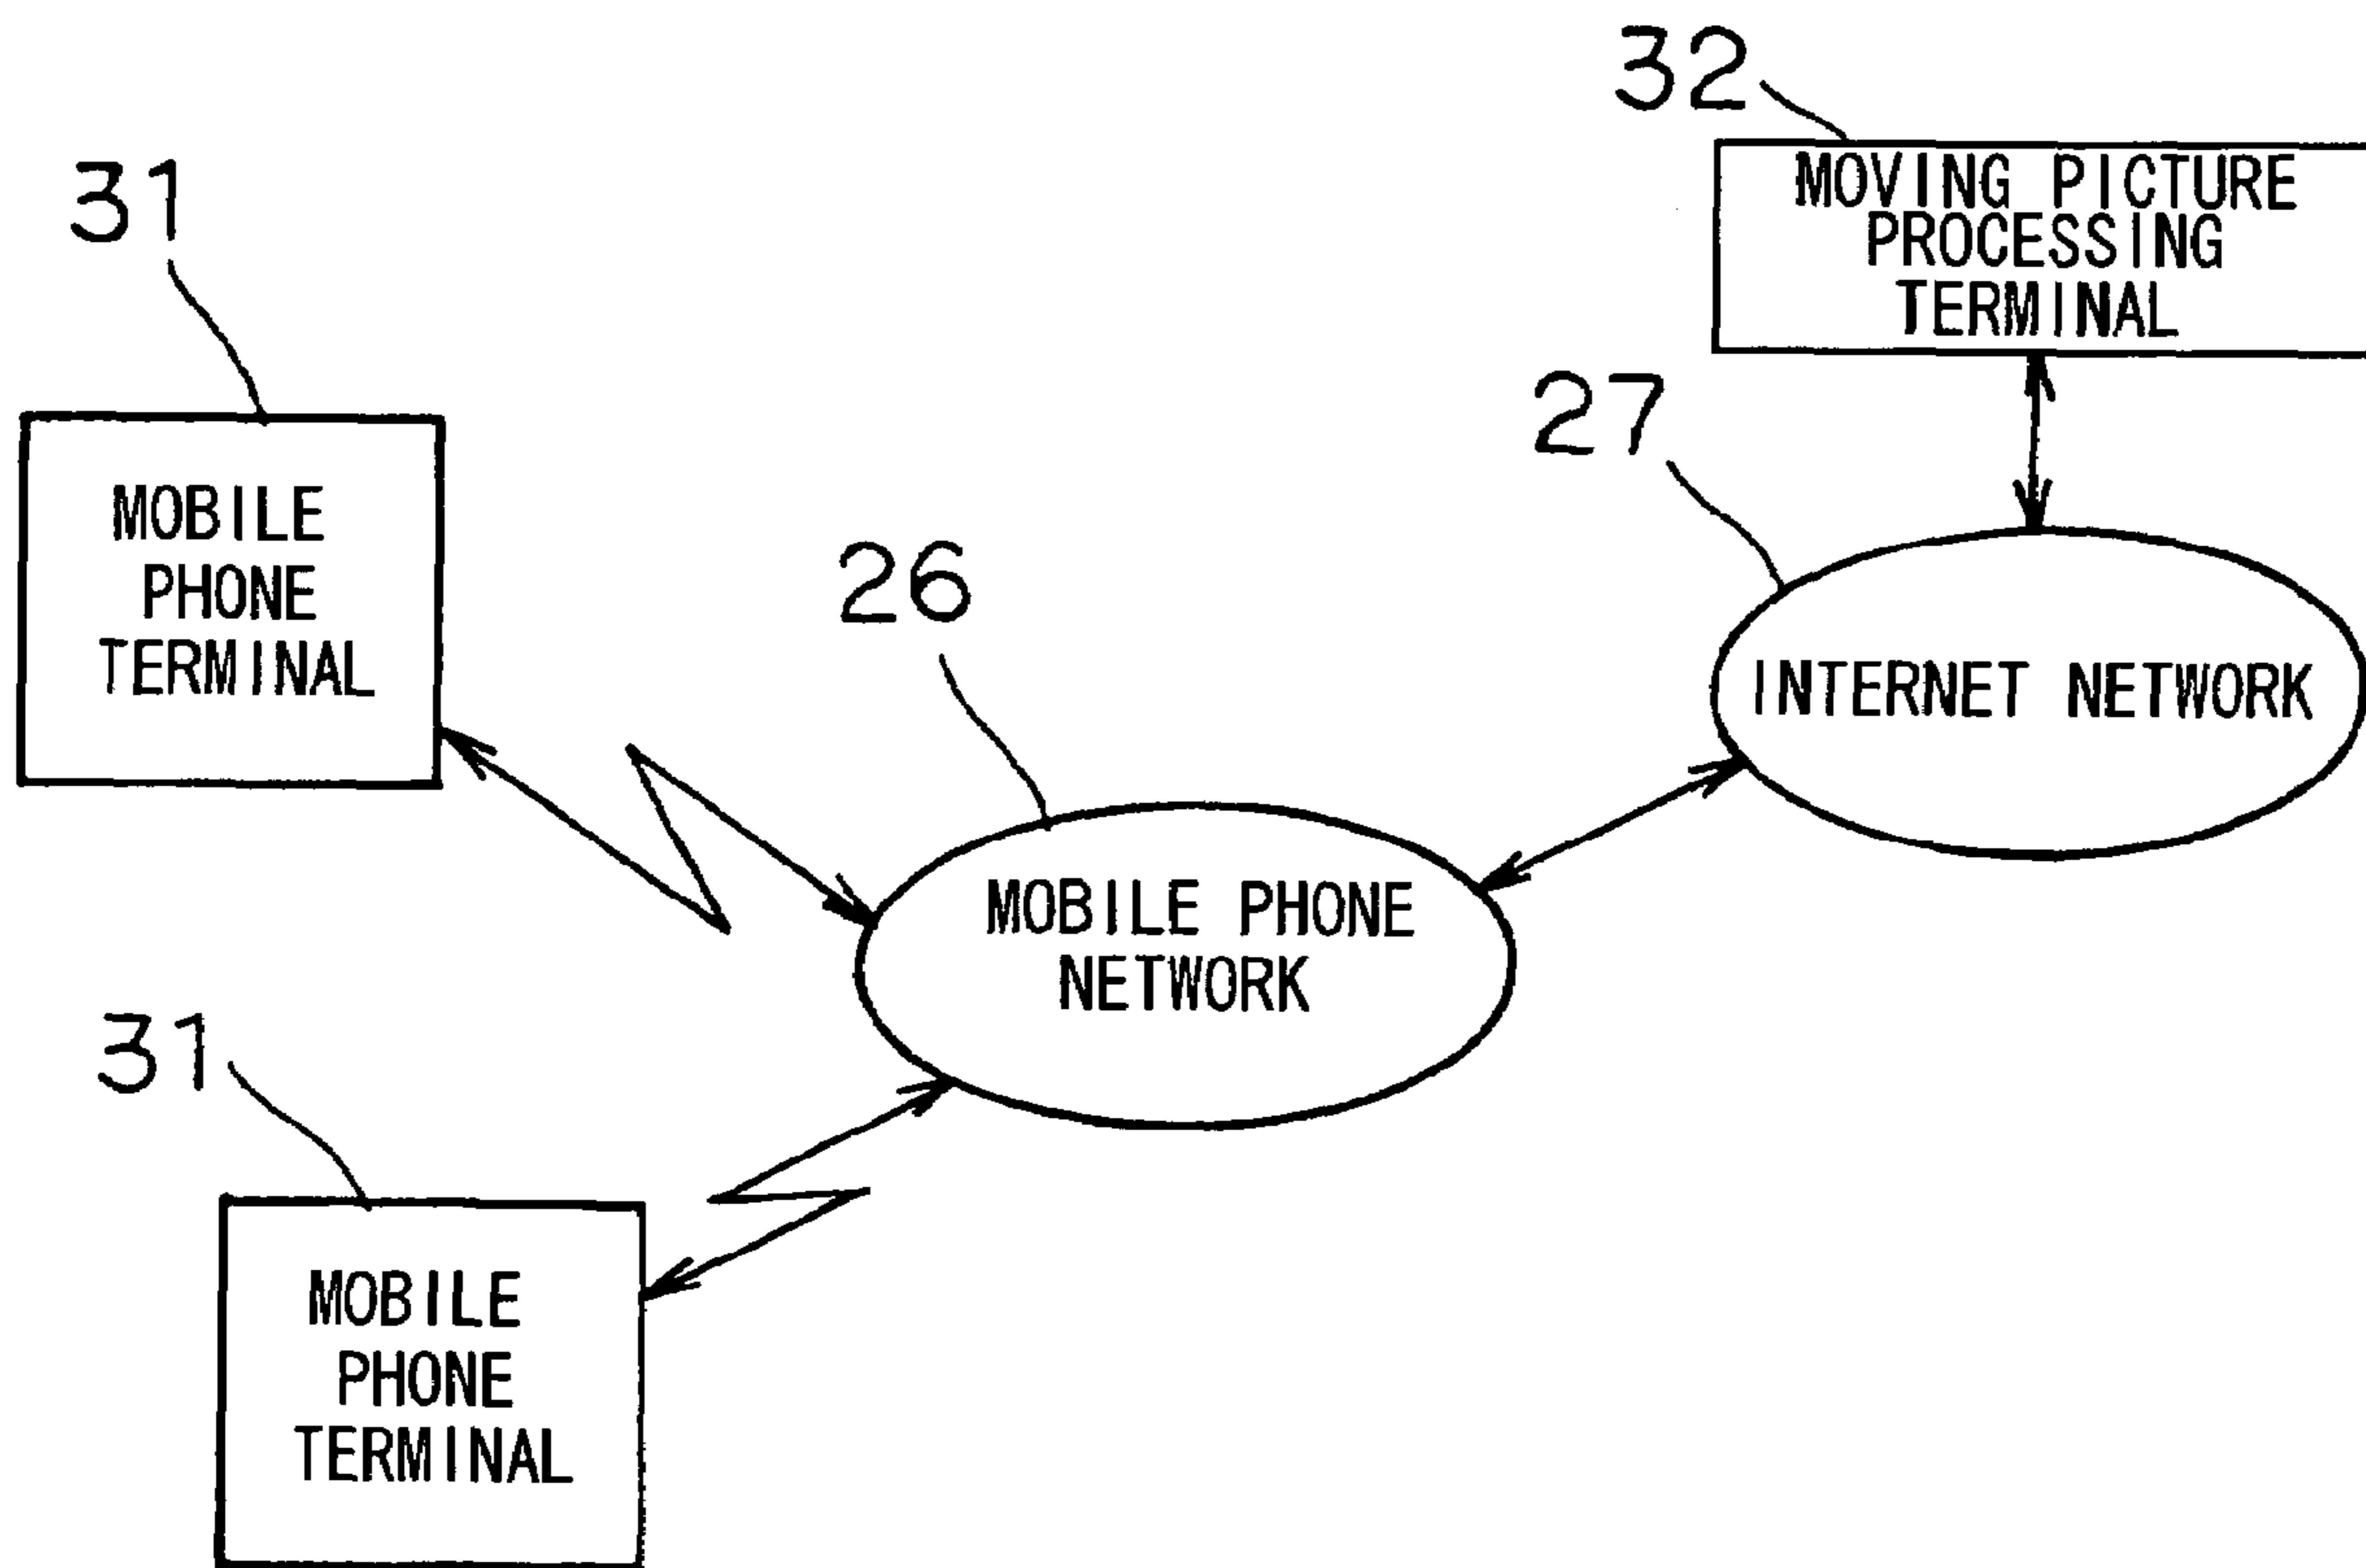 32
MOVING PICTURE
PROCESSING
TERMINAL
31
MOBILE
PHONE
TERMINAL
27
INTERNET NETWORK
26
MOBILE PHONE
NETWORK
31
MOBILE
PHONE
TERMINAL